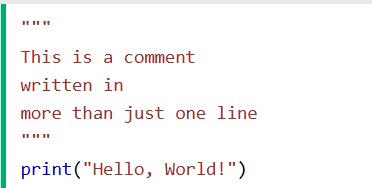 """
This is a comment
written in
more than just one line
"""
print("Hello, World!")